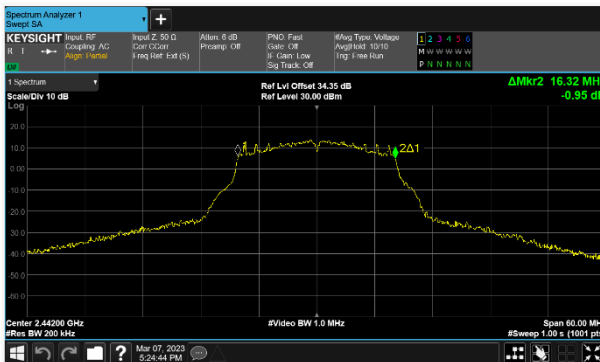 Spectrum Analyzer 1
Swept SA
KEYSIGHT
R L
Input: RF
Coupling: AC
Align: Partial
Input Z: 50 Ω
Corr CCorr
Freq Ref: Ext (S)
Atten: 6 dB
Preamp: Off
PNO: Fast
Gate: Off
IF Gain: Low
Sig Track: Off
#Avg Type: Voltage
Avg|Hold: 10/10
Trig: Free Run
1 2 3 4 5 6
M W W W W W W
P N N N N N
1 Spectrum
Scale/Div 10 dB
Log
Ref Lvl Offset 34.35 dB
Ref Level 30.00 dBm
ΔMkr2 16.32 MH
-0.95 d
20.0
10.0
0.00
-10.0
-20.0
-30.0
-40.0
-50.0
-60.0
2Δ1
Center 2.44200 GHz
#Res BW 200 kHz
#Video BW 1.0 MHz
Span 60.00 MH
#Sweep 1.00 s (1001 pts
Mar 07, 2023
5:24:44 PM